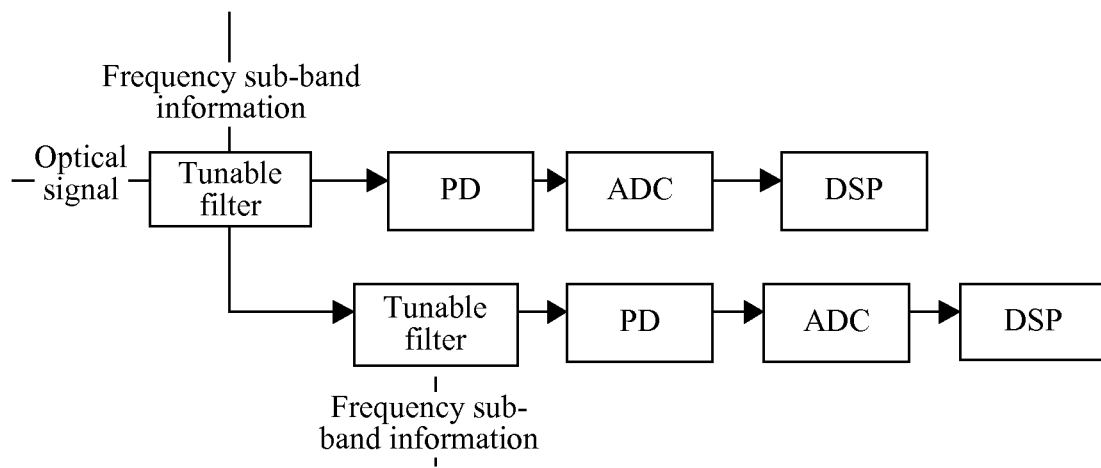 Frequency sub-band
information
Optical
signal
Tunable
filter
PD
ADC
DSP
Tunable
filter
PD
ADC
DSP
Frequency sub-
band information